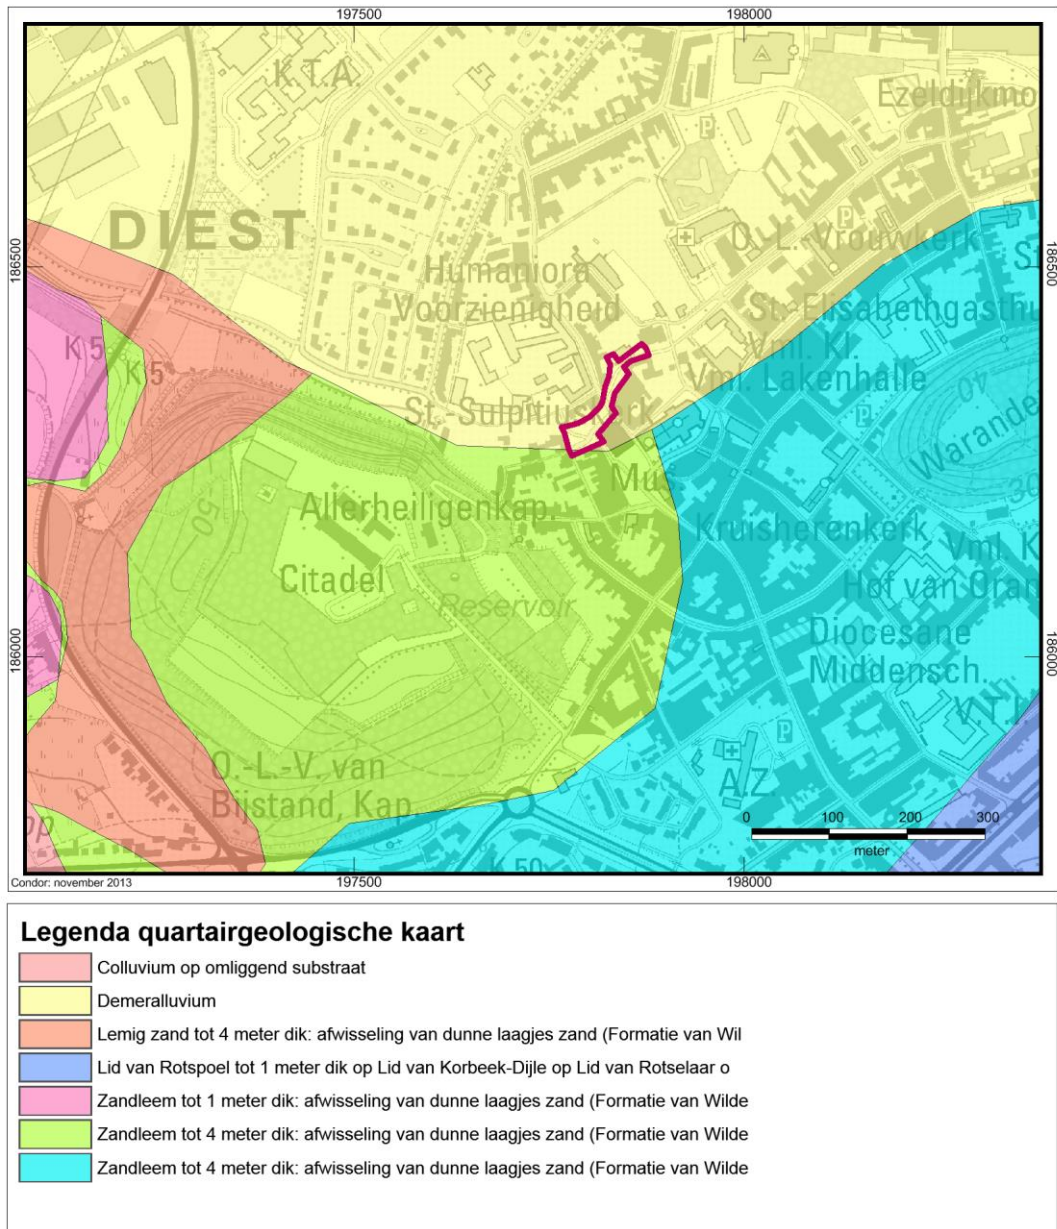 197500
198000
K.T.A.
Ezeldijkmo
DIEST
O.-L.-Vrouwkerk
186500
186500
Humaniora
Voorzienigheid
St
St.-Elisabethgasthu
Vml. Kl.
K 5
K 5
Vml. Lakenhalle
40
St.-Sulpitiuskerk
Warande
Mus.
30
50
Allerheiligenkap.
Kruisherenkerk
Vml. K
Citadel
Hof van Oran
Reservoir
Diocesane
Middensch.
186000
186000
V.T.I
O.-L.-V. van
Bijstand, Kap.
A.Z.
op
K 50
0 100 200 300
meter
Condor: november 2013
197500
198000
Legenda quartairgeologische kaart
Colluvium op omliggend substraat
Demeralluvium
Lemig zand tot 4 meter dik: afwisseling van dunne laagjes zand (Formatie van Wil
Lid van Rotspoel tot 1 meter dik op Lid van Korbeek-Dijle op Lid van Rotselaar o
Zandleem tot 1 meter dik: afwisseling van dunne laagjes zand (Formatie van Wilde
Zandleem tot 4 meter dik: afwisseling van dunne laagjes zand (Formatie van Wilde
Zandleem tot 4 meter dik: afwisseling van dunne laagjes zand (Formatie van Wilde